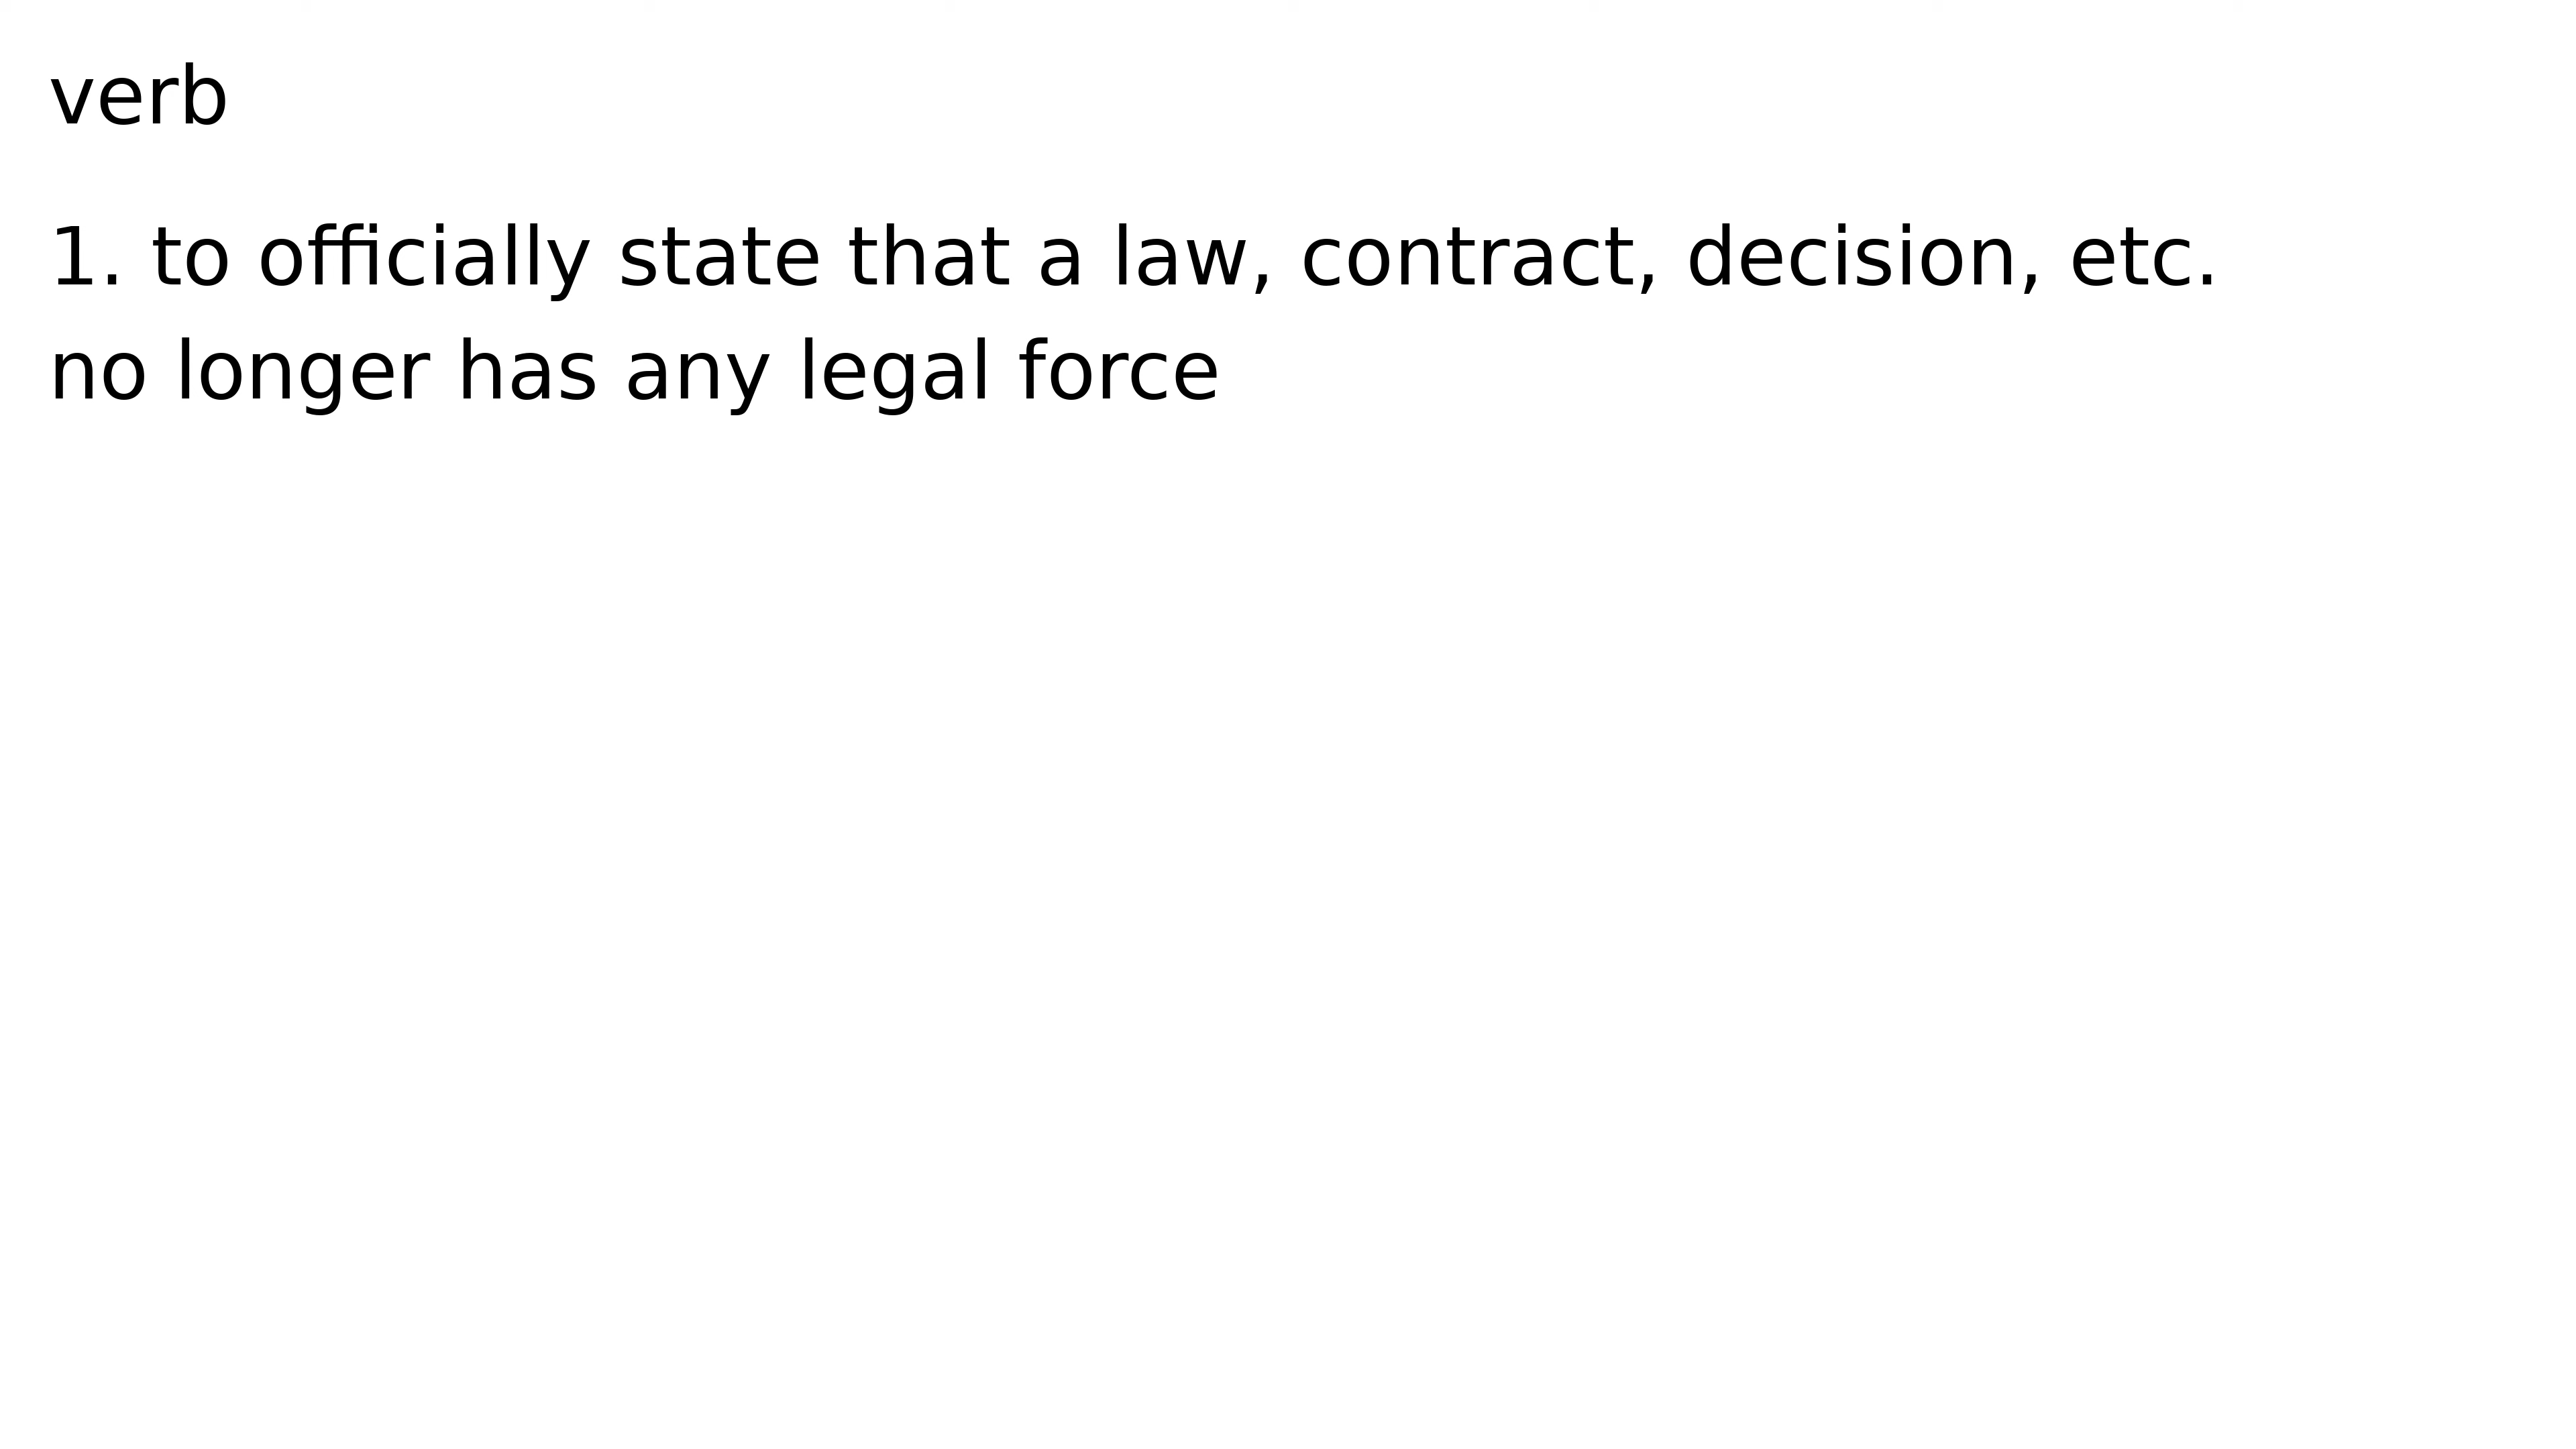 verb
1. to officially state that a law, contract, decision, etc.
no longer has any legal force